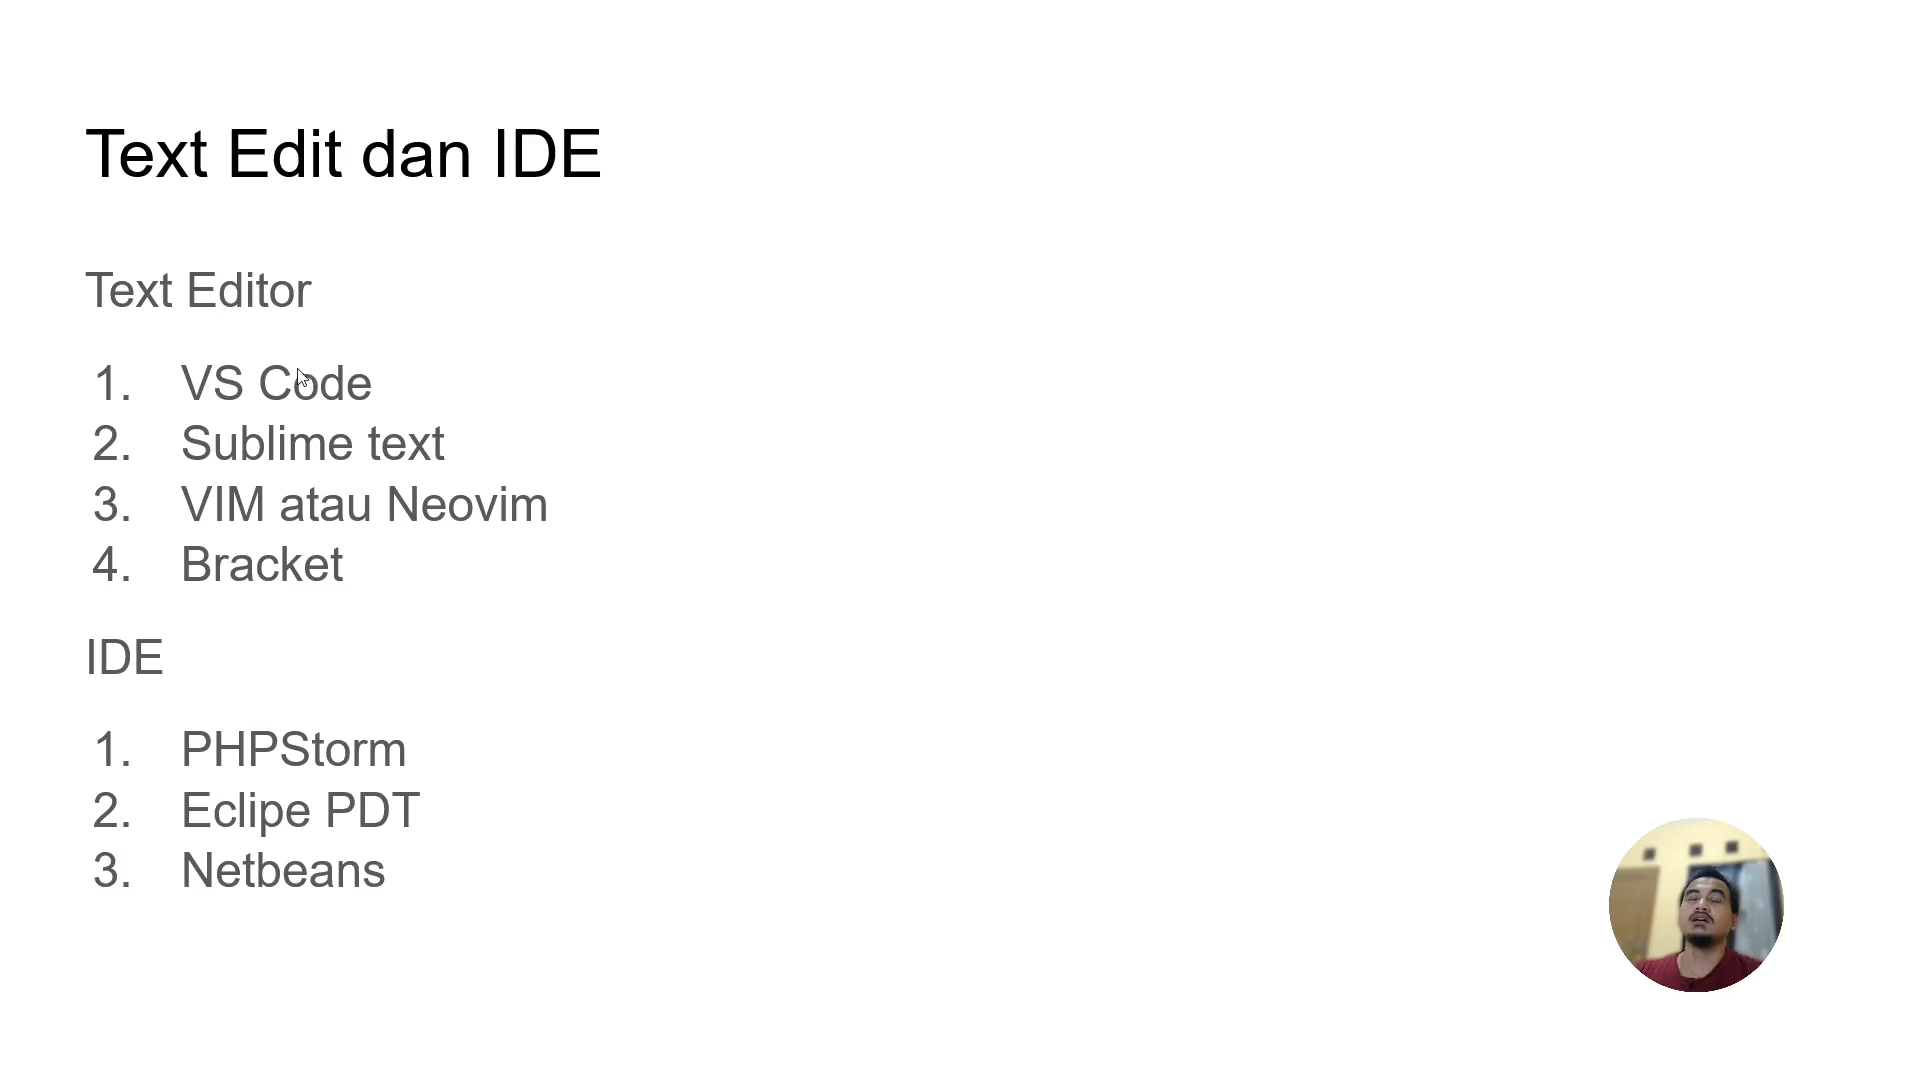 Text Edit dan IDE
Text Editor
1. VS Code
2. Sublime text
3. VIM atau Neovim
4. Bracket
IDE
1. PHPStorm
2. Eclipe PDT
3. Netbeans